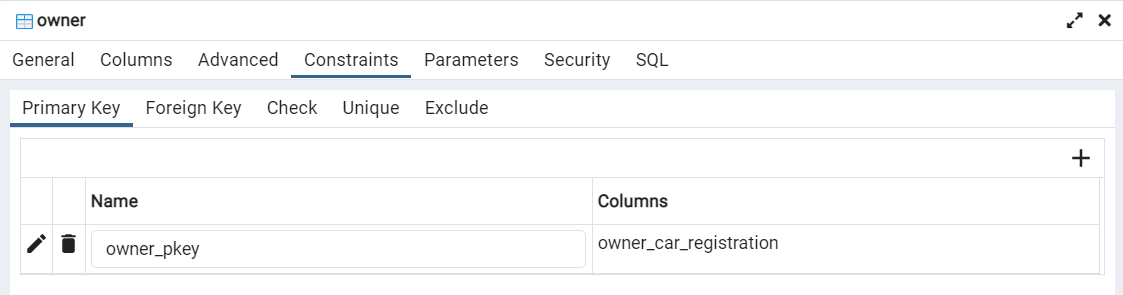 owner
General Columns Advanced Constraints Parameters Security SQL
Primary Key Foreign Key Check Unique Exclude
Name Columns
owner_pkey owner_car_registration